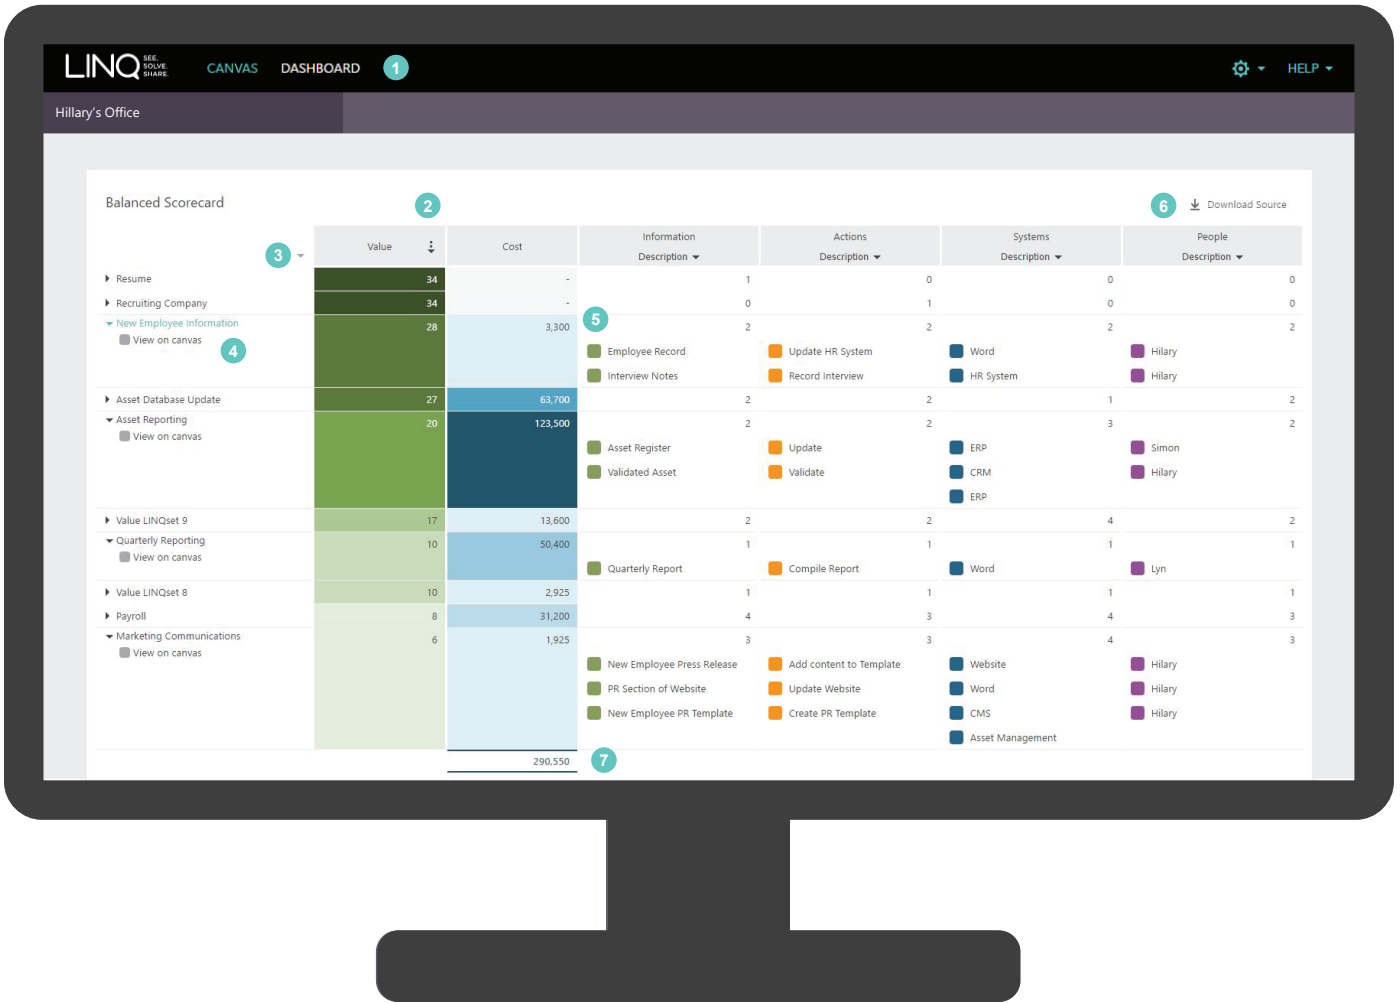 LINQ SEE. SOLVE. SHARE. CANVAS DASHBOARD 1 HELP
Hillary's Office
Balanced Scorecard 2 6 Download Source
3 Value Cost Information Actions Systems People
Description Description Description Description
Resume 34 - 1 0 0 0
Recruiting Company 34 - 0 1 0 0
New Employee Information 28 3,300 5 2 2 2 2
View on canvas 4 Employee Record Update HR System Word Hilary
Interview Notes Record Interview HR System Hilary
Asset Database Update 27 63,700 2 2 1 2
Asset Reporting 20 123,500 2 2 3 2
View on canvas Asset Register Update ERP Simon
Validated Asset Validate CRM Hilary
ERP
Value LINQset 9 17 13,600 2 2 4 2
Quarterly Reporting 10 50,400 1 1 1 1
View on canvas Quarterly Report Compile Report Word Lyn
Value LINQset 8 10 2,925 1 1 1 1
Payroll 8 31,200 4 3 4 3
Marketing Communications 6 1,925 3 3 4 3
View on canvas New Employee Press Release Add content to Template Website Hilary
PR Section of Website Update Website Word Hilary
New Employee PR Template Create PR Template CMS Hilary
Asset Management
290,550 7